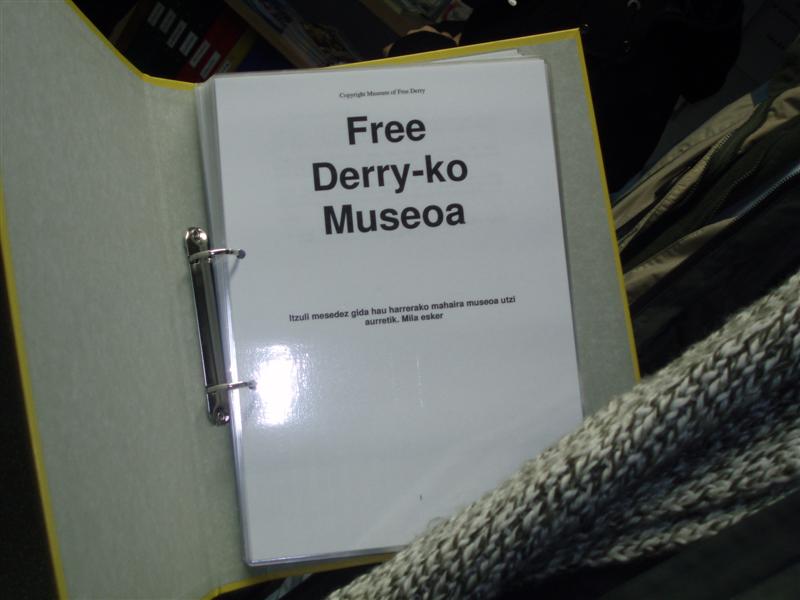 Copyright Museum of Free Derry
Free
Derry-ko
Museoa
Itzuli mesedez gida hau harrerako mahaira museoa utzi
aurretik. Mila esker
1